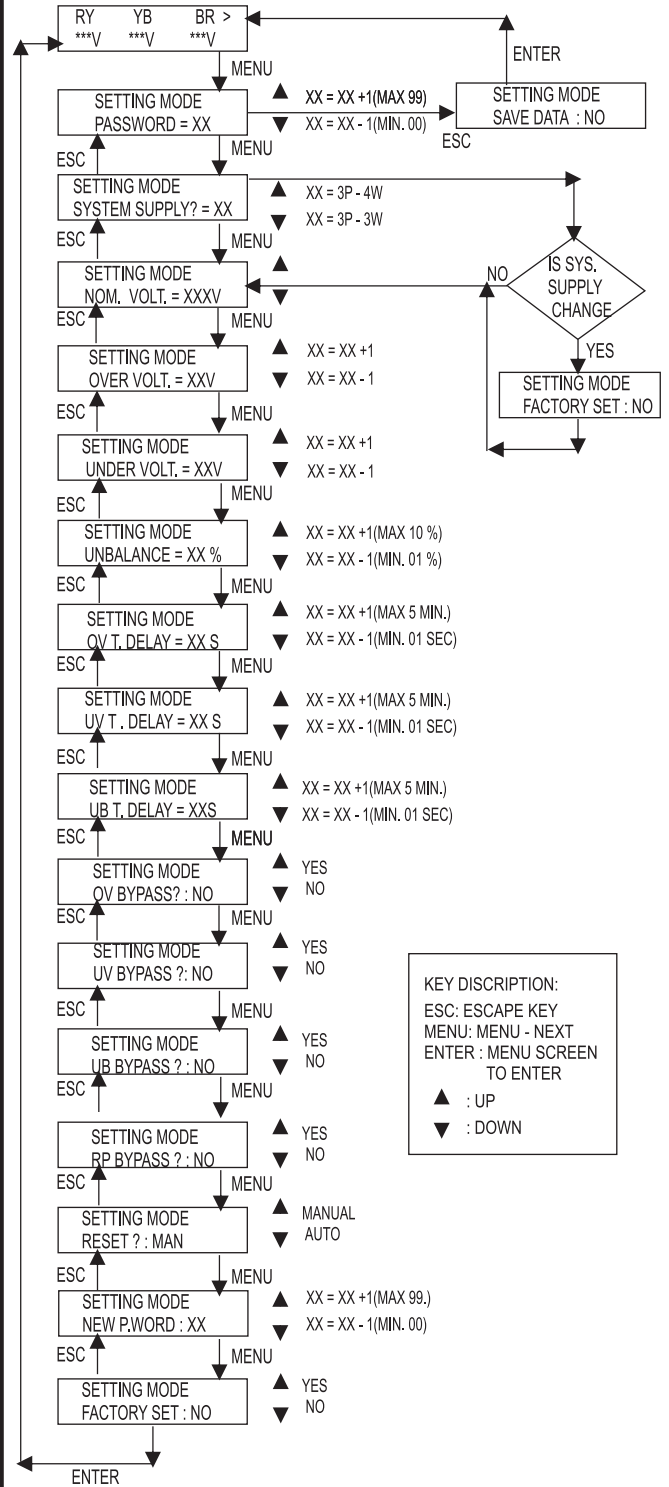 RY YB BR >
***V ***V ***V
ENTER
MENU
SETTING MODE
PASSWORD = XX
▲ XX = XX +1(MAX 99)
▼ XX = XX - 1(MIN. 00)
SETTING MODE
SAVE DATA : NO
ESC
ESC
MENU
SETTING MODE
SYSTEM SUPPLY? = XX
▲ XX = 3P - 4W
▼ XX = 3P - 3W
ESC
MENU
SETTING MODE
NOM. VOLT. = XXXV
▲
▼
NO
IS SYS.
SUPPLY
CHANGE
YES
SETTING MODE
FACTORY SET : NO
ESC
MENU
SETTING MODE
OVER VOLT. = XXV
▲ XX = XX +1
▼ XX = XX - 1
ESC
MENU
SETTING MODE
UNDER VOLT. = XXV
▲ XX = XX +1
▼ XX = XX - 1
ESC
MENU
SETTING MODE
UNBALANCE = XX %
▲ XX = XX +1(MAX 10 %)
▼ XX = XX - 1(MIN. 01 %)
ESC
MENU
SETTING MODE
OV T. DELAY = XX S
▲ XX = XX +1(MAX 5 MIN.)
▼ XX = XX - 1(MIN. 01 SEC)
ESC
MENU
SETTING MODE
UV T . DELAY = XX S
▲ XX = XX +1(MAX 5 MIN.)
▼ XX = XX - 1(MIN. 01 SEC)
ESC
MENU
SETTING MODE
UB T. DELAY = XXS
▲ XX = XX +1(MAX 5 MIN.)
▼ XX = XX - 1(MIN. 01 SEC)
ESC
MENU
SETTING MODE
OV BYPASS? : NO
▲ YES
▼ NO
ESC
MENU
SETTING MODE
UV BYPASS ?: NO
▲ YES
▼ NO
ESC
MENU
SETTING MODE
UB BYPASS ? : NO
▲ YES
▼ NO
ESC
MENU
SETTING MODE
RP BYPASS ? : NO
▲ YES
▼ NO
ESC
MENU
SETTING MODE
RESET ? : MAN
▲ MANUAL
▼ AUTO
ESC
MENU
SETTING MODE
NEW P.WORD : XX
▲ XX = XX +1(MAX 99.)
▼ XX = XX - 1(MIN. 00)
ESC
MENU
SETTING MODE
FACTORY SET : NO
▲ YES
▼ NO
ENTER
KEY DISCRIPTION:
ESC: ESCAPE KEY
MENU: MENU - NEXT
ENTER : MENU SCREEN
TO ENTER
▲ : UP
▼ : DOWN